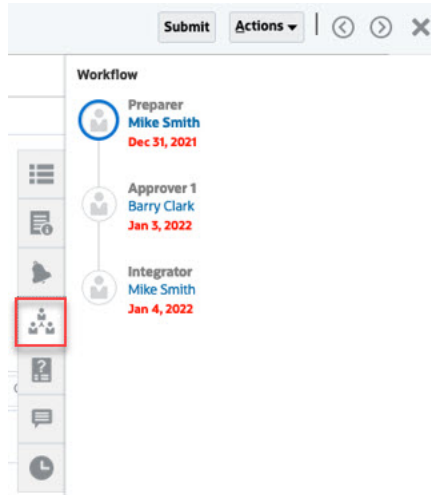 Submit Actions
Workflow
Preparer
Mike Smith
Dec 31, 2021
Approver 1
Barry Clark
Jan 3, 2022
Integrator
Mike Smith
Jan 4, 2022